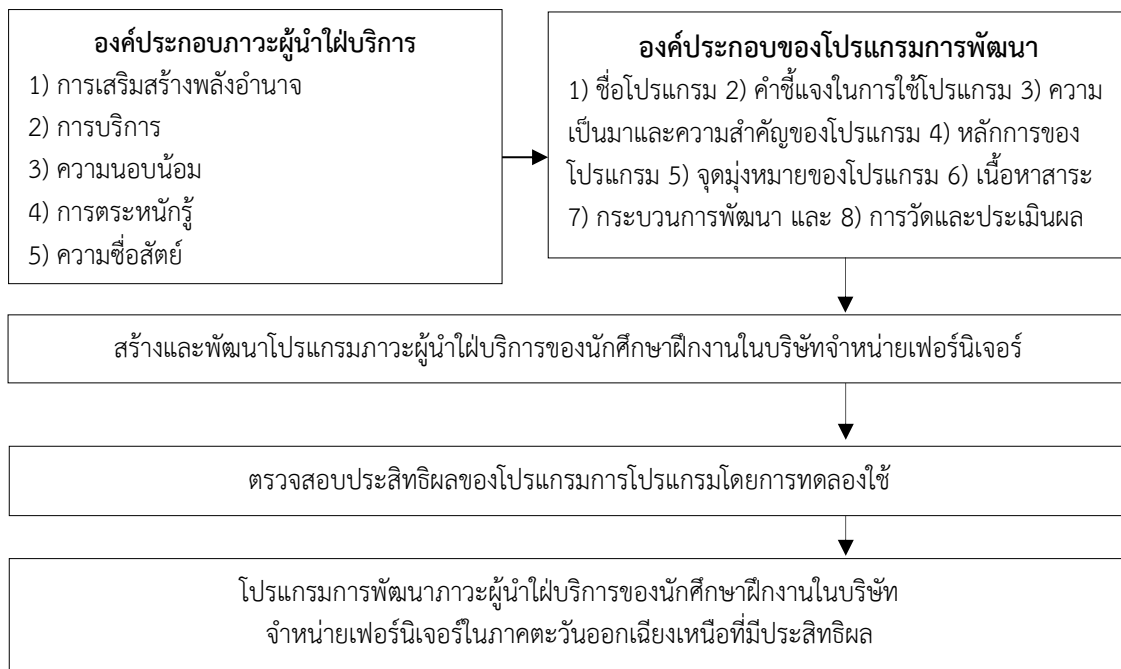 องค์ประกอบภาวะผู้นำใฝ่บริการ
1) การเสริมสร้างพลังอำนาจ
2) การบริการ
3) ความนอบน้อม
4) การตระหนักรู้
5) ความซื่อสัตย์
องค์ประกอบของโปรแกรมการพัฒนา
1) ชื่อโปรแกรม 2) คำชี้แจงในการใช้โปรแกรม 3) ความ
เป็นมาและความสำคัญของโปรแกรม 4) หลักการของ
โปรแกรม 5) จุดมุ่งหมายของโปรแกรม 6) เนื้อหาสาระ
7) กระบวนการพัฒนา และ 8) การวัดและประเมินผล
สร้างและพัฒนาโปรแกรมภาวะผู้นำใฝ่บริการของนักศึกษาฝึกงานในบริษัทจำหน่ายเฟอร์นิเจอร์
ตรวจสอบประสิทธิผลของโปรแกรมการโปรแกรมโดยการทดลองใช้
โปรแกรมการพัฒนาภาวะผู้นำใฝ่บริการของนักศึกษาฝึกงานในบริษัท
จำหน่ายเฟอร์นิเจอร์ในภาคตะวันออกเฉียงเหนือที่มีประสิทธิผล